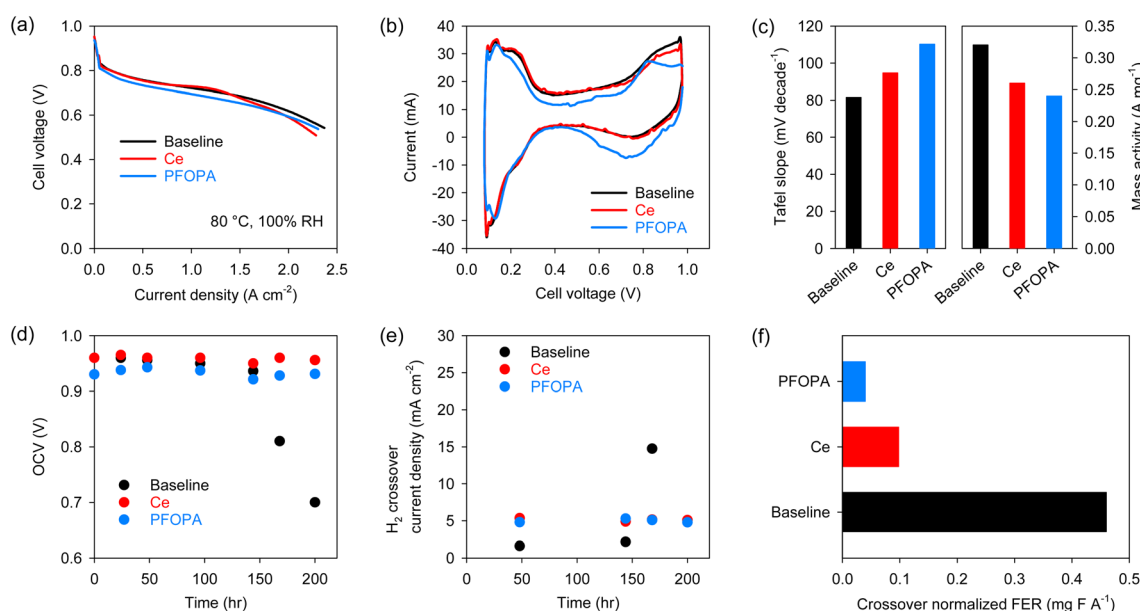 (a)
1.0
0.8
0.6
0.4
0.2
0.0
Cell voltage (V)
Baseline
Ce
PFOPA
80 °C, 100% RH
0.0 0.5 1.0 1.5 2.0 2.5
Current density (A cm-2)
(b)
40
30
20
10
0
10
20
30
-40
Current (mA)
Baseline
Ce
PFOPA
0.0 0.2 0.4 0.6 0.8 1.0
Cell voltage (V)
(c)
120
100
80
60
40
20
0
Tafel slope (mV decade-1)
Baseline Ce PFOPA
Baseline Ce PFOPA
0.35
0.30
0.25
0.20
0.15
0.10
0.05
0.00
Mass activity (A mg-1)
(d)
1.0
0.9
0.8
0.7
0.6
OCV (V)
Baseline
Ce
PFOPA
0 50 100 150 200
Time (hr)
(e)
30
25
20
15
10
5
0
H2 crossover
current density (mA cm-2)
Baseline
Ce
PFOPA
0 50 100 150 200
Time (hr)
(f)
PFOPA
Ce
Baseline
0.0 0.1 0.2 0.3 0.4 0.5
Crossover normalized FER (mg F A-1)